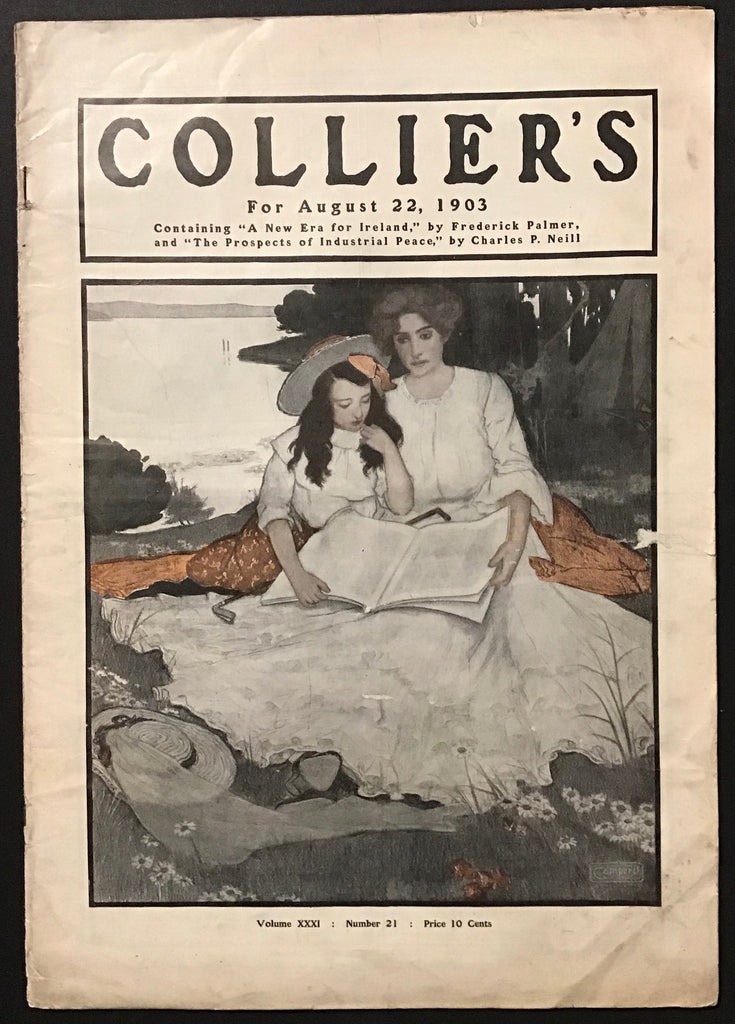 COLLIER'S
For August 22, 1903
Containing “A New Era for Ireland,” by Frederick Palmer,
and “The Prospects of Industrial Peace,” by Charles P. Neill
Volume XXXI : Number 21 : Price 10 Cents